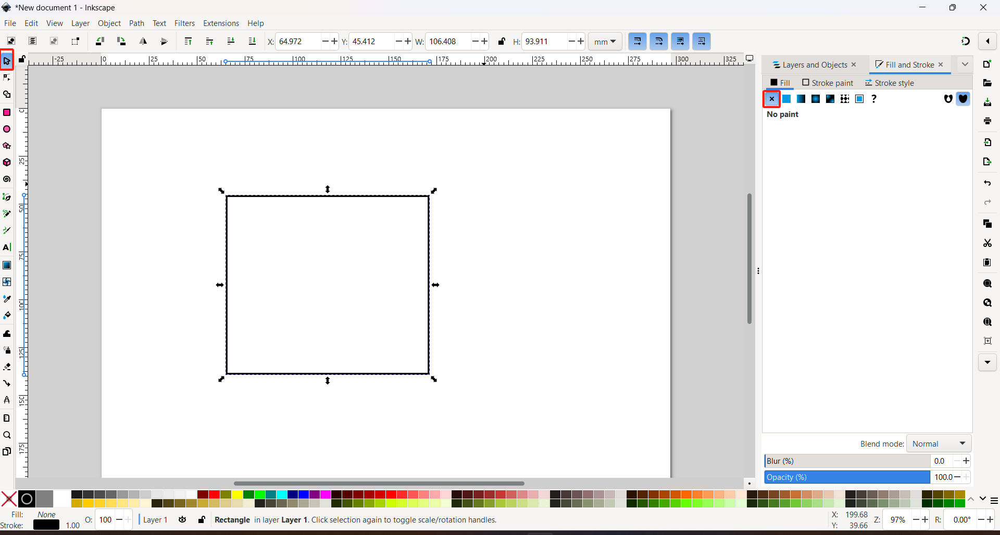 *New document 1 - Inkscape
File Edit View Layer Object Path Text Filters Extensions Help
X: 64.972 Y: 45.412 W: 106.408 H: 93.911 mm
-25 0 25 50 75 100 125 150 175 200 225 250 275 300 325
Layers and Objects Fill and Stroke
Fill Stroke paint Stroke style
?
No paint
0
25
50
75
100
125
150
175
A
Blend mode: Normal
Blur (%) 0.0
Opacity (%) 100.0
Fill: None
Stroke: 1.00
O: 100
Layer 1
Rectangle in layer Layer 1. Click selection again to toggle scale/rotation handles.
X: 199.68
Y: 39.66
Z: 97%
R: 0.00°